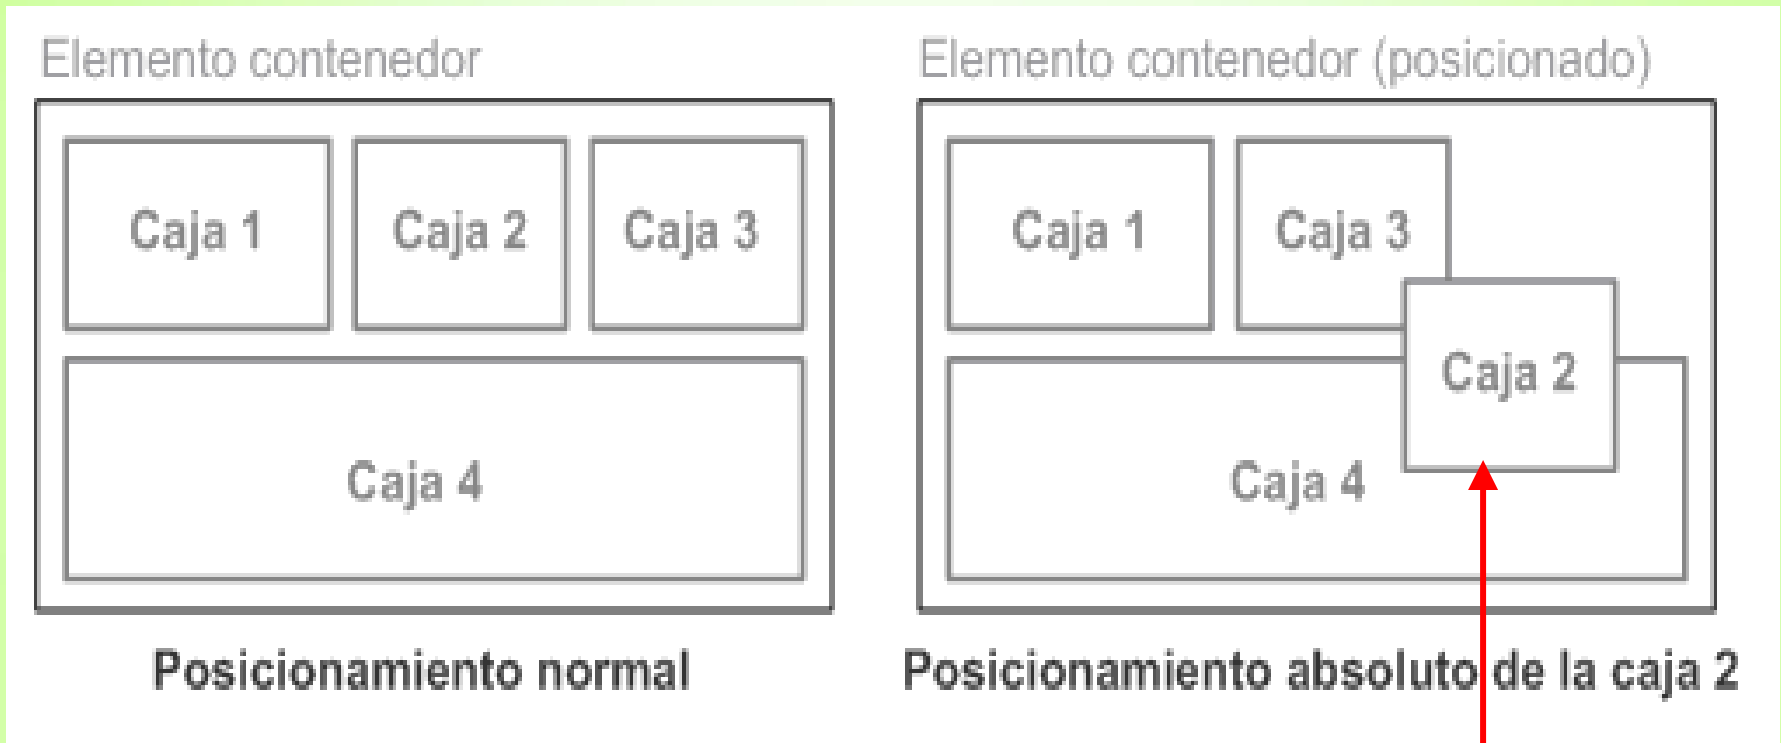 Elemento contenedor
Caja 1
Caja 2
Caja 3
Caja 4
Posicionamiento normal
Elemento contenedor (posicionado)
Caja 1
Caja 3
Caja 2
Caja 4
Posicionamiento absoluto de la caja 2